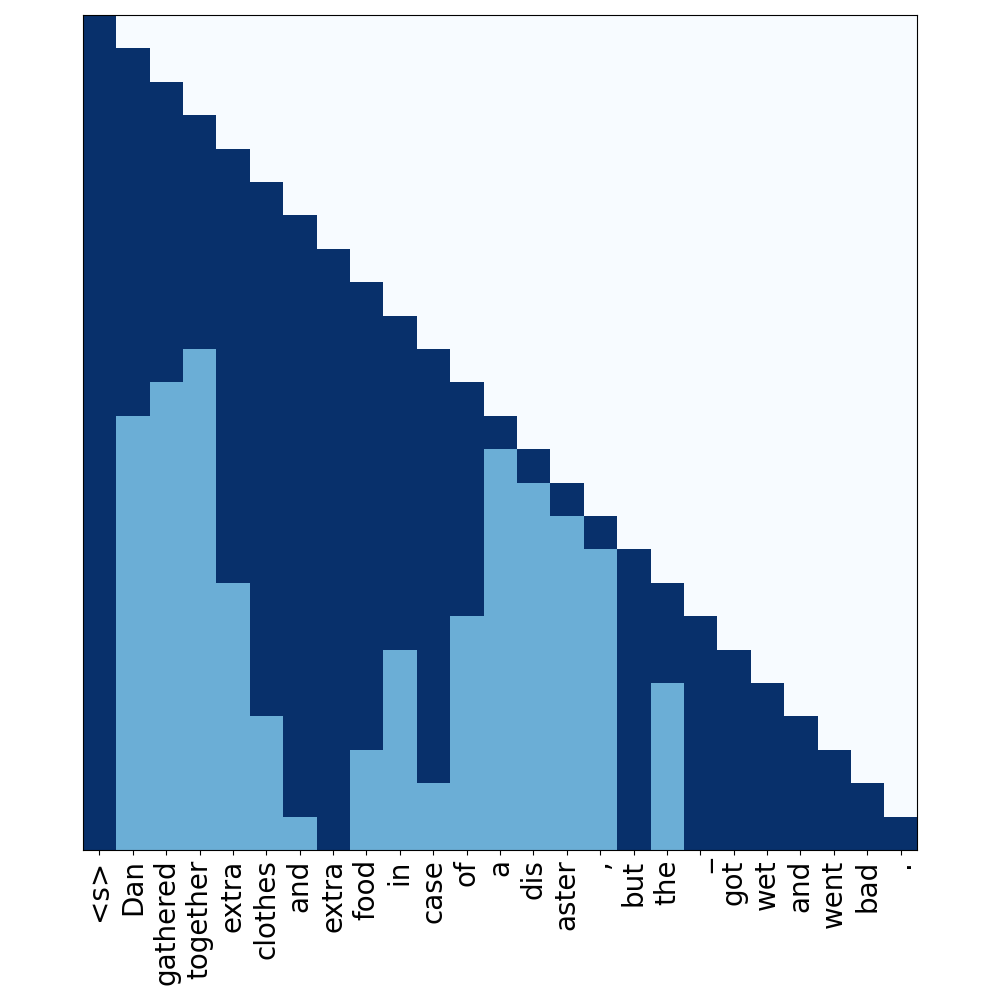 <s>
Dan
gathered
together
extra
clothes
and
extra
food
in
case
of
a
dis
aster
,
but
the
_
got
wet
and
went
bad
.